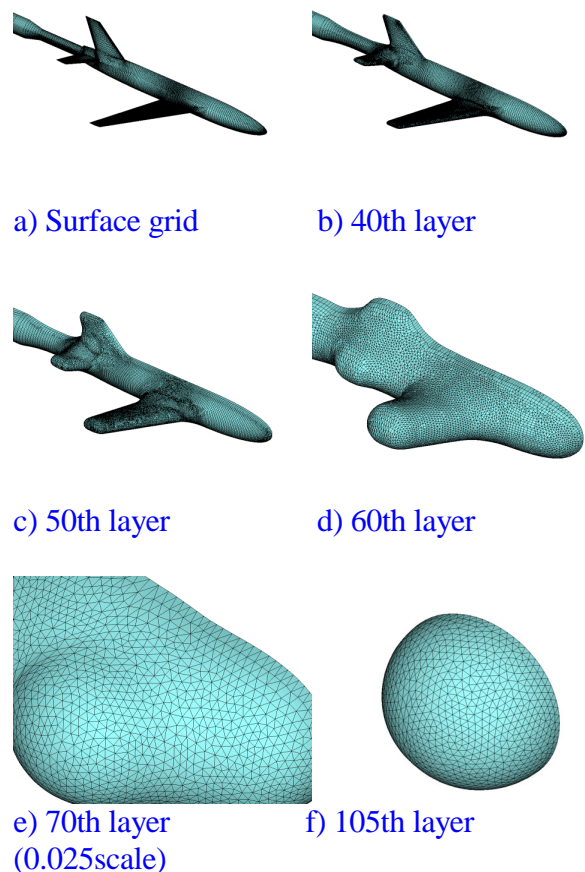 a) Surface grid
b) 40th layer
c) 50th layer
d) 60th layer
e) 70th layer
(0.025scale)
f) 105th layer